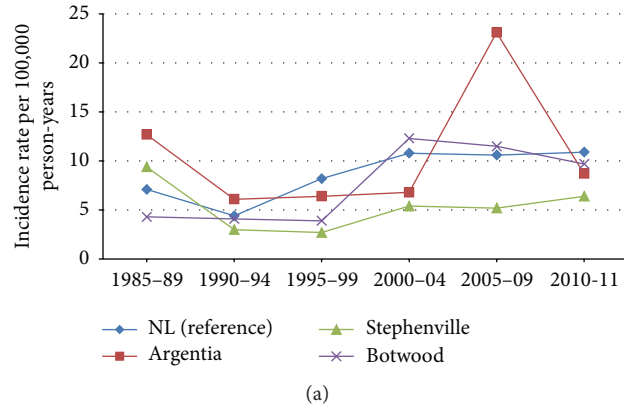 Incidence rate per 100,000
person-years
25
20
15
10
5
0
1985–89 1990–94 1995–99 2000–04 2005–09 2010-11
NL (reference) Stephenville
Argentia Botwood
(a)